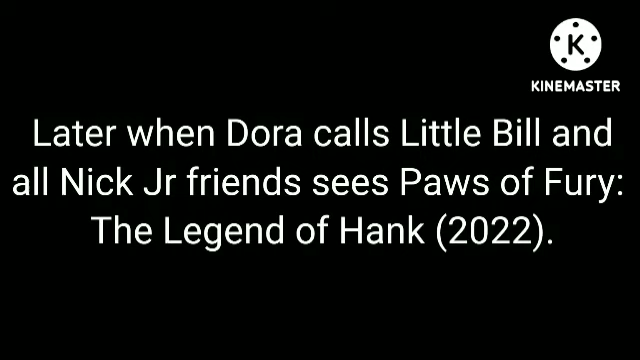 K
KINEMASTER
Later when Dora calls Little Bill and
all Nick Jr friends sees Paws of Fury:
The Legend of Hank (2022).